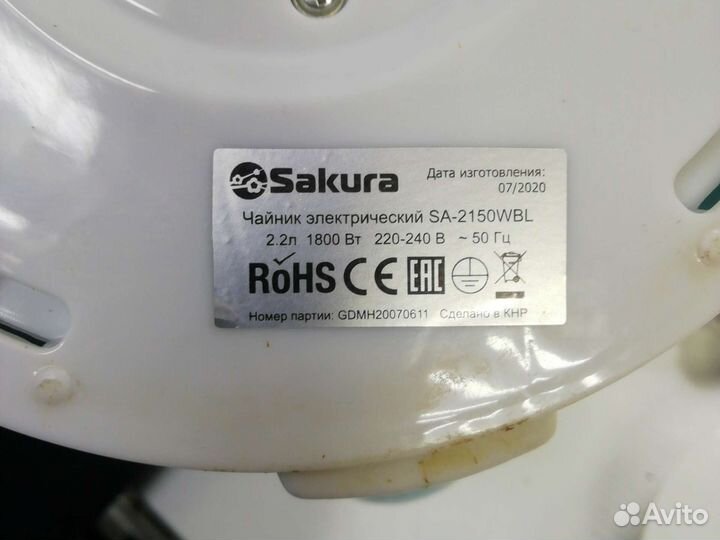 Sakura
Дата изготовления:
07/2020
Чайник электрический SA-2150WBL
2.2л 1800 Вт 220-240 В ~ 50 Гц
RoHS CE EAC
Номер партии: GDMH20070611 Сделано в КНР
Avito